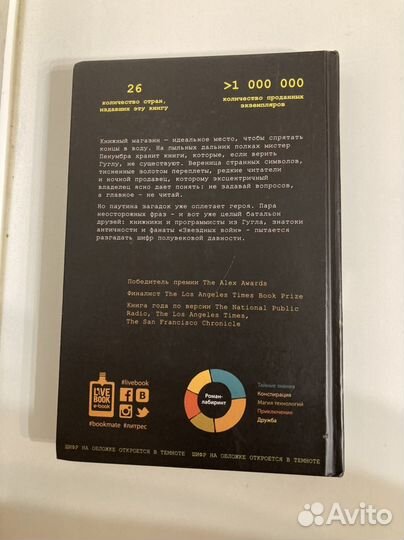 26
количество стран,
издавших эту книгу
>1 000 000
количество проданных
экземпляров
Книжный магазин — идеальное место, чтобы спрятать
концы в воду. На пыльных дальних полках мистер
Пенумбра хранит книги, которые, если верить
Гуглу, не существуют. Вереница странных символов,
тисненные золотом переплеты, редкие читатели
и ночной продавец, которому эксцентричный
владелец ясно дает понять: не задавай вопросов,
а главное — не читай.
Но паутина загадок уже оплетает героя. Пара
неосторожных фраз — и вот уже целый батальон
друзей: книжники и программисты из Гугла, знатоки
античности и фанаты «Звездных войн» — пытается
разгадать шифр полувековой давности.
Победитель премии The Alex Awards
Финалист The Los Angeles Times Book Prize
Книга года по версии The National Public
Radio, The Los Angeles Times,
The San Francisco Chronicle
LIVE
BOOK
e-book
#livebook
#bookmate #литрес
Роман-
лабиринт
Тайные знания
Конспирация
Магия технологий
Приключения
Дружба
ШИФР НА ОБЛОЖКЕ ОТКРОЕТСЯ В ТЕМНОТЕ ШИФР НА ОБЛОЖКЕ ОТКРОЕТСЯ В ТЕМНОТЕ
Avito